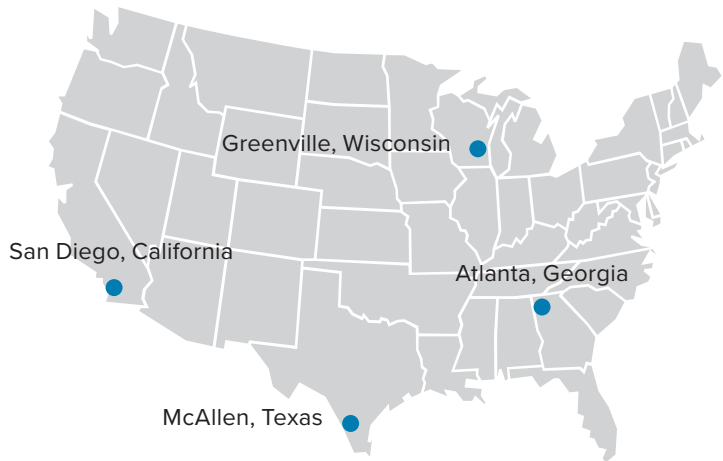 Greenville, Wisconsin
San Diego, California
Atlanta, Georgia
McAllen, Texas